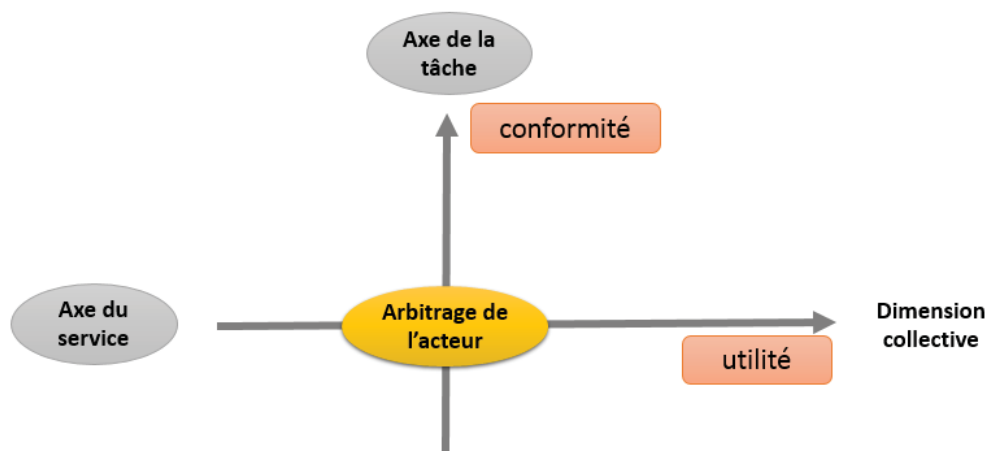 Axe de la
tâche
conformité
Axe du
service
Arbitrage de
l'acteur
Dimension
collective
utilité